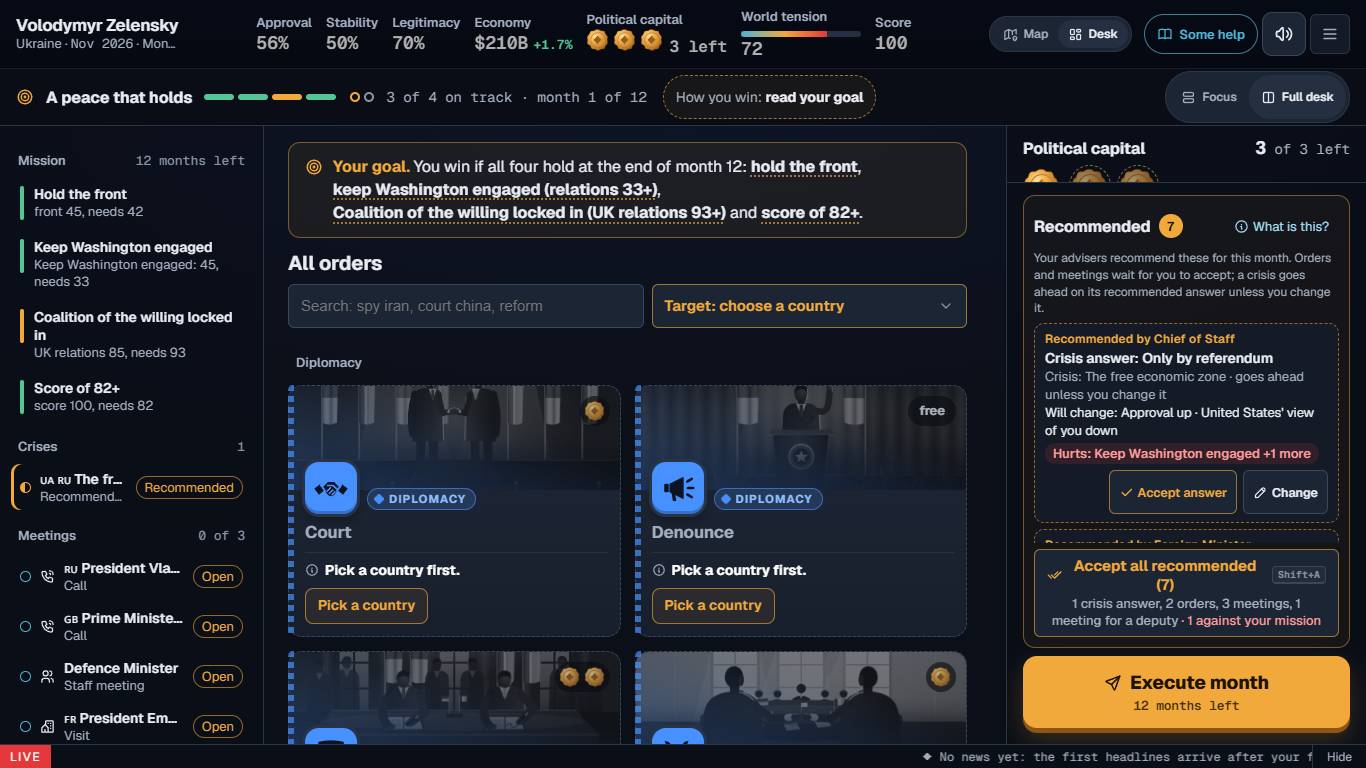 Volodymyr Zelensky
Ukraine · Nov 2026 · Mon…
Approval
56%
Stability
50%
Legitimacy
70%
Economy
$210B +1.7%
Political capital
3 left
World tension
72
Score
100
Map
Desk
Some help
A peace that holds
3 of 4 on track · month 1 of 12
How you win: read your goal
Focus
Full desk
Mission
12 months left
Hold the front
front 45, needs 42
Keep Washington engaged
Keep Washington engaged: 45,
needs 33
Coalition of the willing locked
in
UK relations 85, needs 93
Score of 82+
score 100, needs 82
Crises
1
UA RU The fr…
Recommend…
Recommended
Meetings
0 of 3
RU President Vla…
Call
Open
GB Prime Ministe…
Call
Open
Defence Minister
Staff meeting
Open
FR President Em…
Visit
Open
Your goal. You win if all four hold at the end of month 12: hold the front,
keep Washington engaged (relations 33+),
Coalition of the willing locked in (UK relations 93+) and score of 82+.
All orders
Search: spy iran, court china, reform
Target: choose a country
Diplomacy
DIPLOMACY
Court
Pick a country first.
Pick a country
free
DIPLOMACY
Denounce
Pick a country first.
Pick a country
Political capital
3 of 3 left
Recommended 7
What is this?
Your advisers recommend these for this month. Orders
and meetings wait for you to accept; a crisis goes
ahead on its recommended answer unless you change
it.
Recommended by Chief of Staff
Crisis answer: Only by referendum
Crisis: The free economic zone · goes ahead
unless you change it
Will change: Approval up · United States' view
of you down
Hurts: Keep Washington engaged +1 more
Accept answer
Change
Recommended by Foreign Minister
Accept all recommended
(7)
Shift+A
1 crisis answer, 2 orders, 3 meetings, 1
meeting for a deputy · 1 against your mission
Execute month
12 months left
LIVE
No news yet: the first headlines arrive after your
Hide